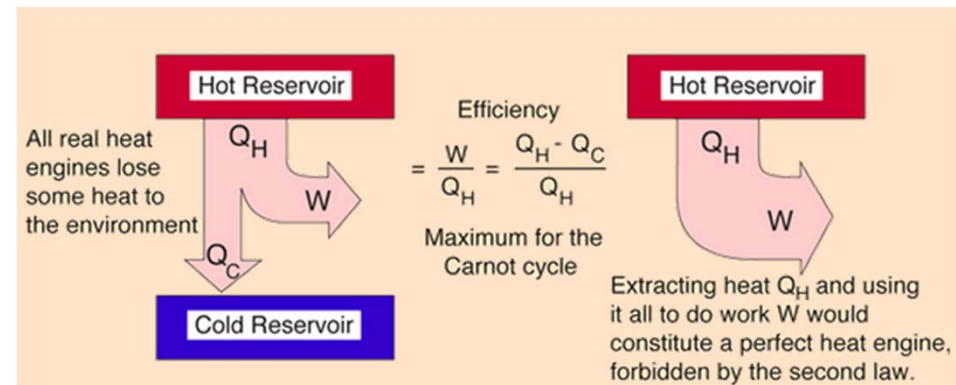 Hot Reservoir
All real heat
engines lose
some heat to
the environment
Q_H
W
Q_C
Cold Reservoir
Efficiency
= W/Q_H = Q_H - Q_C/Q_H
Maximum for the
Carnot cycle
Hot Reservoir
Q_H
W
Extracting heat Q_H and using
it all to do work W would
constitute a perfect heat engine,
forbidden by the second law.